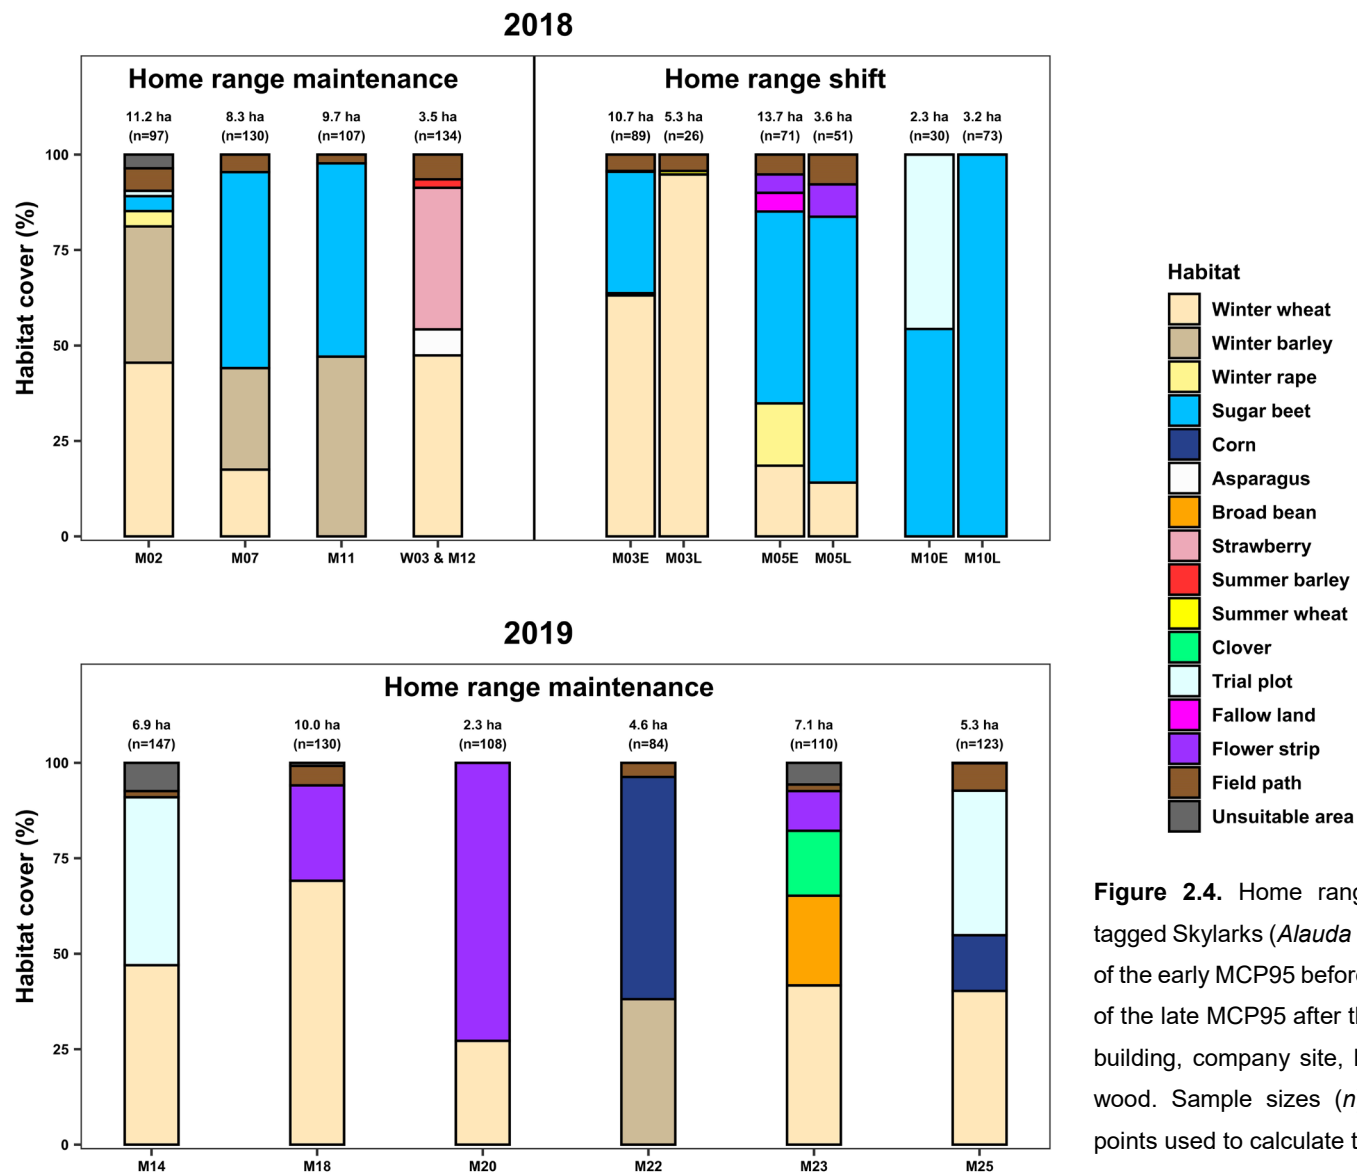 2018
Home range maintenance
Home range shift
11.2 ha 8.3 ha 9.7 ha 3.5 ha 10.7 ha 5.3 ha 13.7 ha 3.6 ha 2.3 ha 3.2 ha
(n=97) (n=130) (n=107) (n=134) (n=89) (n=26) (n=71) (n=51) (n=30) (n=73)
Habitat cover (%)
100
75
50
25
0
M02 M07 M11 W03 & M12 M03E M03L M05E M05L M10E M10L
2019
Home range maintenance
6.9 ha 10.0 ha 2.3 ha 4.6 ha 7.1 ha 5.3 ha
(n=147) (n=130) (n=108) (n=84) (n=110) (n=123)
Habitat cover (%)
100
75
50
25
0
M14 M18 M20 M22 M23 M25
Habitat
Winter wheat
Winter barley
Winter rape
Sugar beet
Corn
Asparagus
Broad bean
Strawberry
Summer barley
Summer wheat
Clover
Trial plot
Fallow land
Flower strip
Field path
Unsuitable area
Figure 2.4. Home rang
tagged Skylarks (Alauda
of the early MCP95 before
of the late MCP95 after t
building, company site,
wood. Sample sizes (n
points used to calculate t